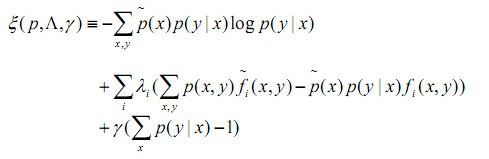 ξ(p,Λ,γ) ≡ −∑_{x,y} p̃(x)p(y|x)log p(y|x)
+∑_i λ_i(∑_{x,y} p(x,y)f̃_i(x,y)−p̃(x)p(y|x)f_i(x,y))
+γ(∑_x p(y|x)−1)